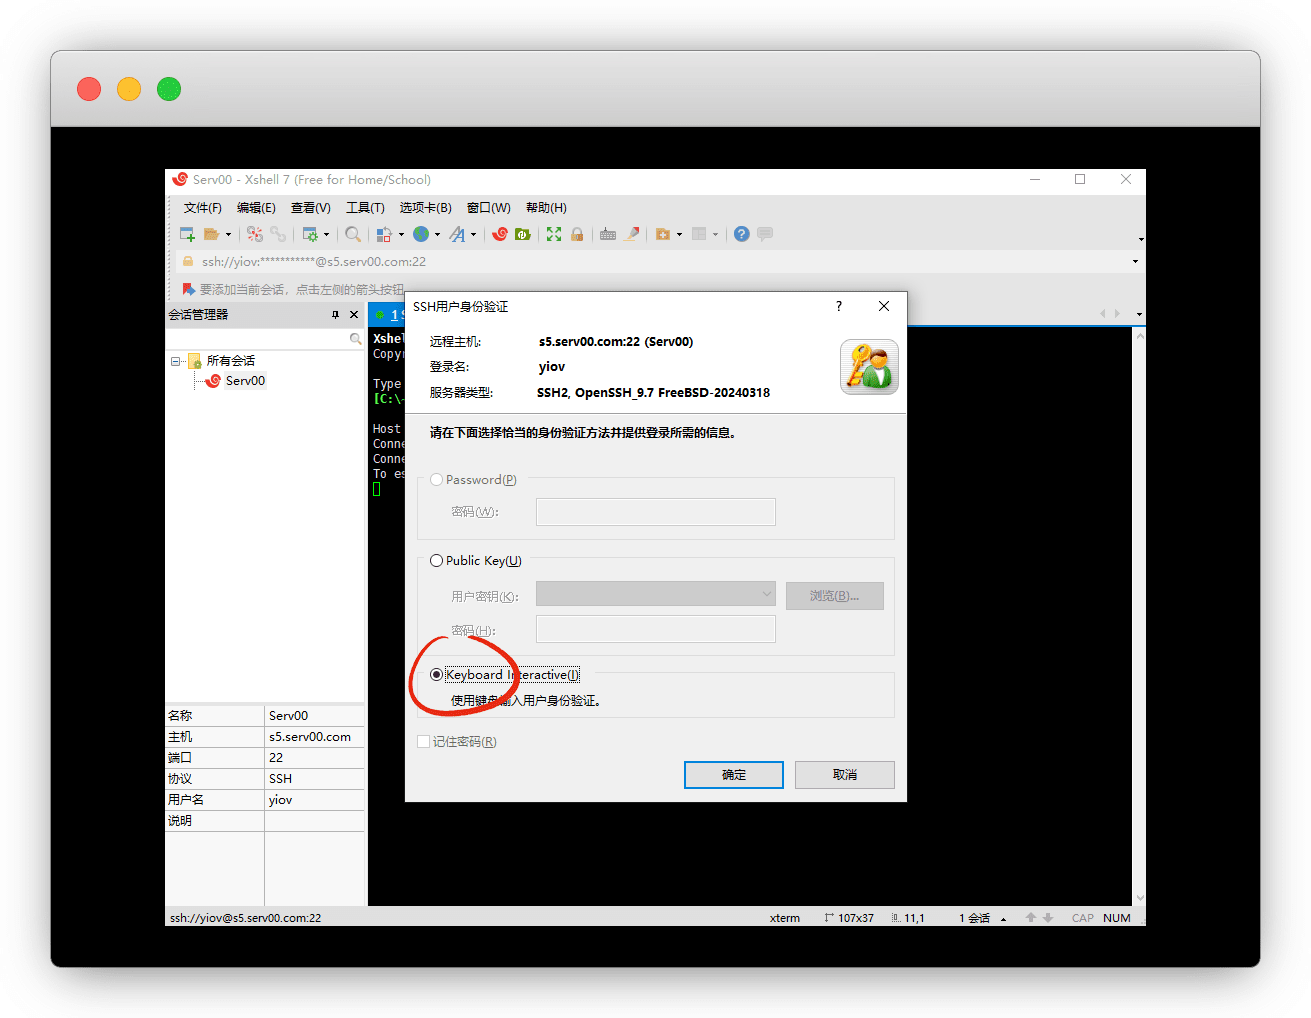 Serv00 - Xshell 7 (Free for Home/School)
文件(F) 编辑(E) 查看(V) 工具(T) 选项卡(B) 窗口(W) 帮助(H)
ssh://yiov:***********@s5.serv00.com:22
要添加当前会话，点击左侧的箭头按钮
会话管理器
所有会话
Serv00
1
Xshel
Copyr
Type
[C:\
Host
Conne
Conne
To es
SSH用户身份验证
远程主机: s5.serv00.com:22 (Serv00)
登录名: yiov
服务器类型: SSH2, OpenSSH_9.7 FreeBSD-20240318
请在下面选择恰当的身份验证方法并提供登录所需的信息。
Password(P)
密码(W):
Public Key(U)
用户密钥(K): 浏览(B)...
密码(H):
Keyboard Interactive(I)
使用键盘输入用户身份验证。
记住密码(R)
确定 取消
名称 Serv00
主机 s5.serv00.com
端口 22
协议 SSH
用户名 yiov
说明
ssh://yiov@s5.serv00.com:22 xterm 107x37 11,1 1 会话 CAP NUM